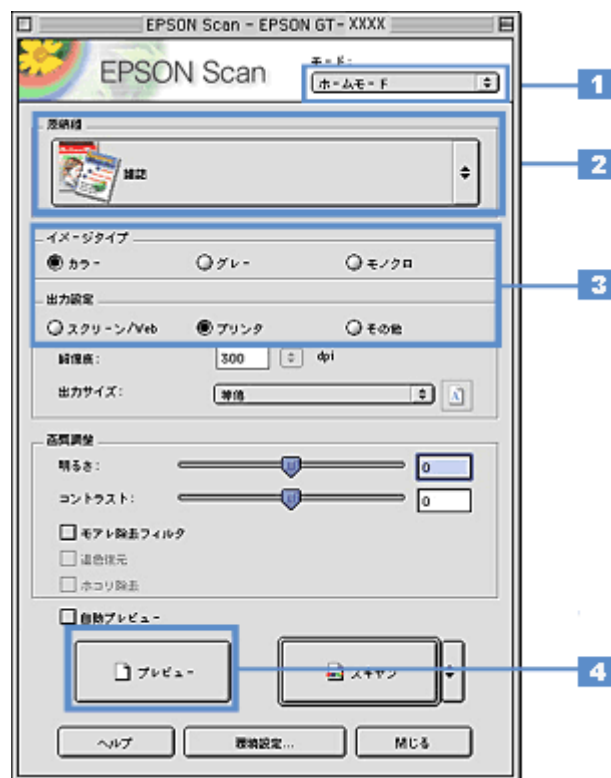 EPSON Scan - EPSON GT-XXXX
EPSON Scan
モード:
ホームモード
1
原稿種
雑誌
2
イメージタイプ
カラー グレー モノクロ
3
出力設定
スクリーン/Web プリンタ その他
解像度: 300 dpi
出力サイズ: 等倍
画質調整
明るさ: 0
コントラスト: 0
モアレ除去フィルタ
退色復元
ホコリ除去
自動プレビュー
プレビュー スキャン
4
ヘルプ 環境設定... 閉じる